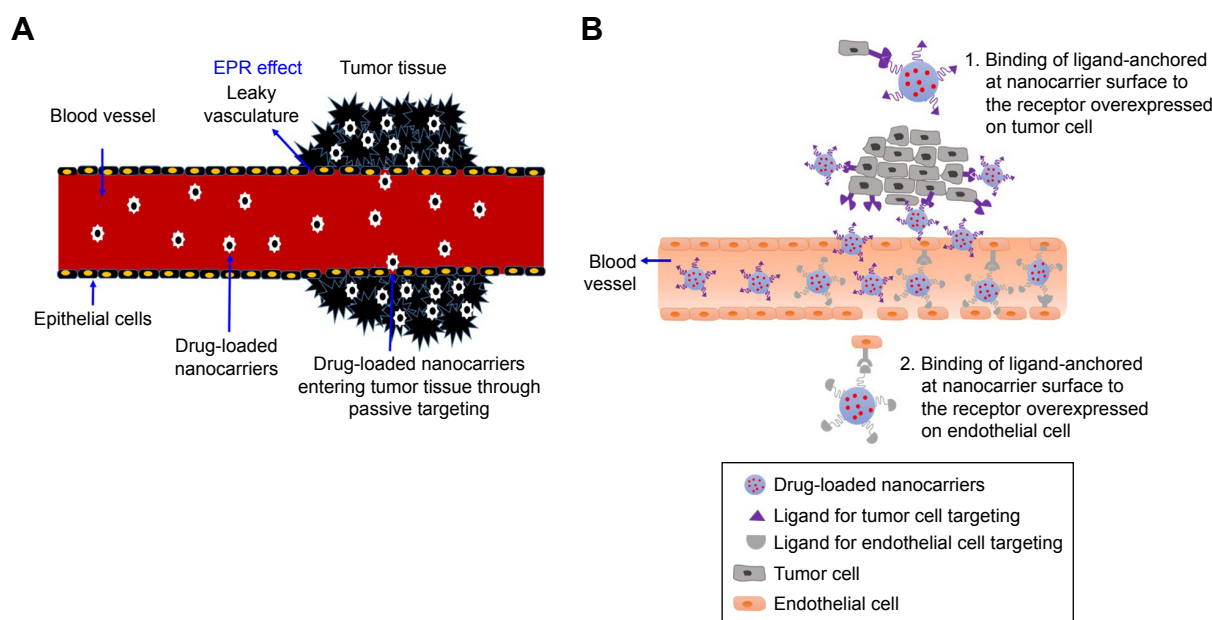 A
EPR effect
Leaky
vasculature
Tumor tissue
Blood vessel
Epithelial cells
Drug-loaded
nanocarriers
Drug-loaded nanocarriers
entering tumor tissue through
passive targeting
B
1. Binding of ligand-anchored
at nanocarrier surface to
the receptor overexpressed
on tumor cell
Blood
vessel
2. Binding of ligand-anchored
at nanocarrier surface to
the receptor overexpressed
on endothelial cell
Drug-loaded nanocarriers
Ligand for tumor cell targeting
Ligand for endothelial cell targeting
Tumor cell
Endothelial cell